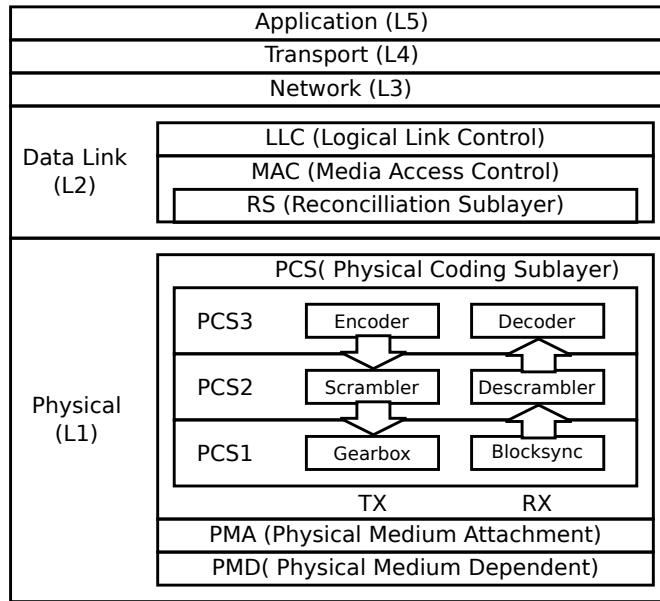 Application (L5)
Transport (L4)
Network (L3)
Data Link
(L2)
LLC (Logical Link Control)
MAC (Media Access Control)
RS (Reconcilliation Sublayer)
Physical
(L1)
PCS( Physical Coding Sublayer)
PCS3
Encoder
Decoder
PCS2
Scrambler
Descrambler
PCS1
Gearbox
Blocksync
TX
RX
PMA (Physical Medium Attachment)
PMD( Physical Medium Dependent)